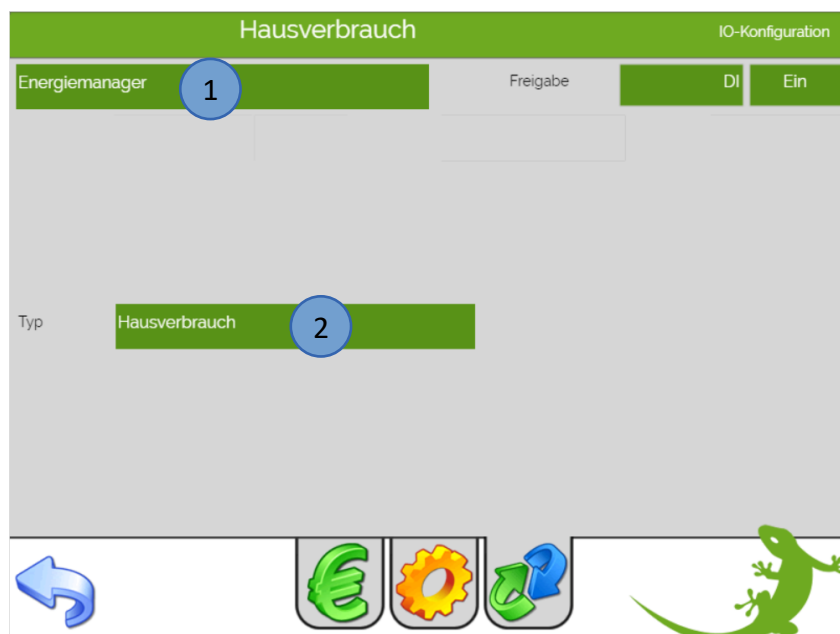 Hausverbrauch IO-Konfiguration
Energiemanager 1 Freigabe DI Ein
Typ Hausverbrauch 2